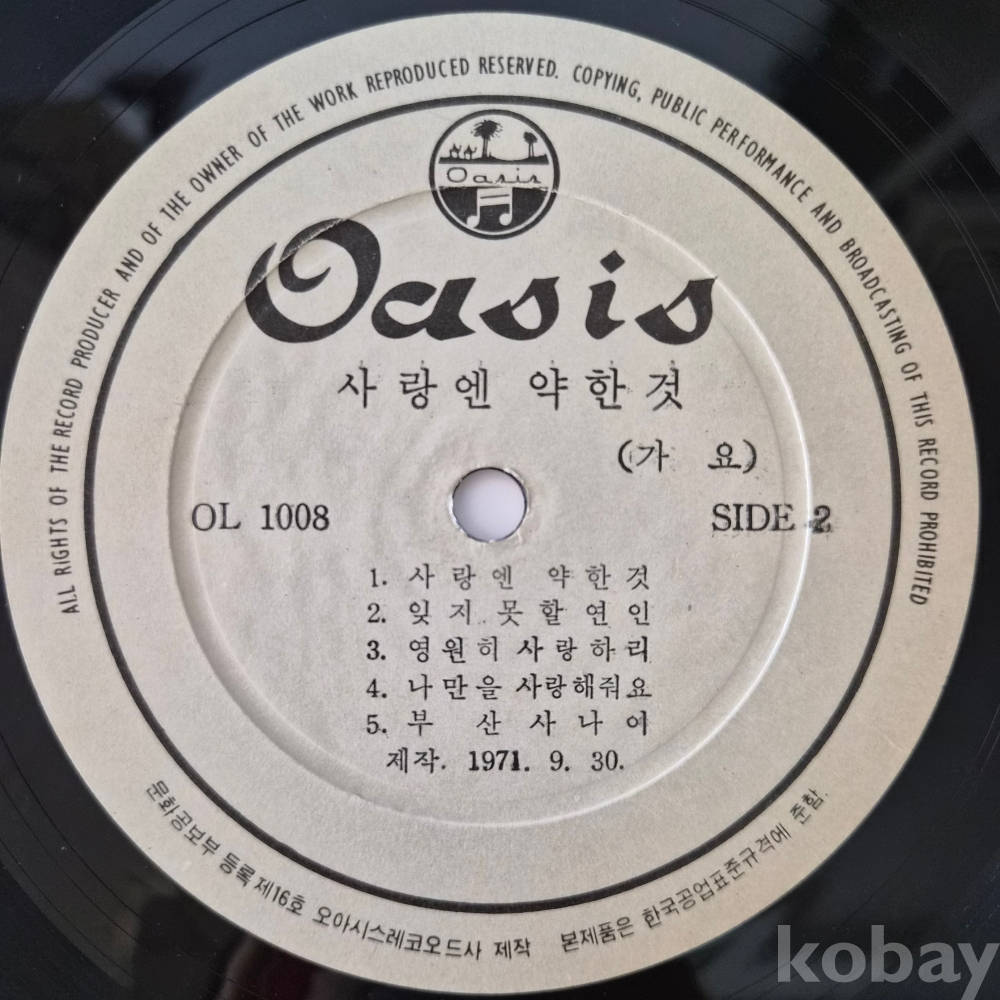 ALL RIGHTS OF THE RECORD PRODUCER AND OF THE OWNER OF THE WORK REPRODUCED RESERVED. COPYING, PUBLIC PERFORMANCE AND BROADCASTING OF THIS RECORD PROHIBITED
Oasis
Oasis
사랑엔 약한것
(가 요)
OL 1008
SIDE 2
1. 사랑엔 약한것
2. 잊지못할연인
3. 영원히 사랑하리
4. 나만을 사랑해줘요
5. 부산사나이
제작. 1971. 9. 30.
문화공보부 등록 제16호 오아시스레코오드사 제작 본제품은 한국공업표준규격에 준함.
kobay